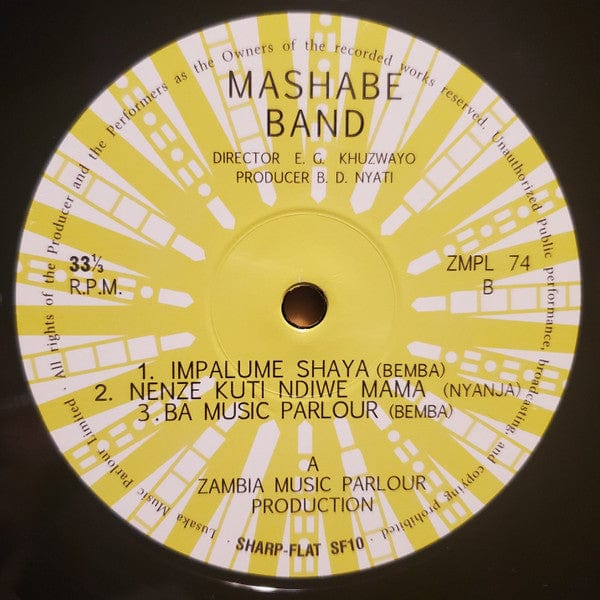 All rights of the Producer and the Performers as the Owners of the recorded works reserved. Unauthorized Public performance, broadcasting, and copying prohibited · Lusaka Music Parlour Limited ·
MASHABE
BAND
DIRECTOR E. G. KHUZWAYO
PRODUCER B. D. NYATI
33⅓
R.P.M.
ZMPL 74
B
1. IMPALUME SHAYA (BEMBA)
2. NENZE KUTI NDIWE MAMA (NYANJA)
3. BA MUSIC PARLOUR (BEMBA)
A
ZAMBIA MUSIC PARLOUR
PRODUCTION
SHARP-FLAT SF10